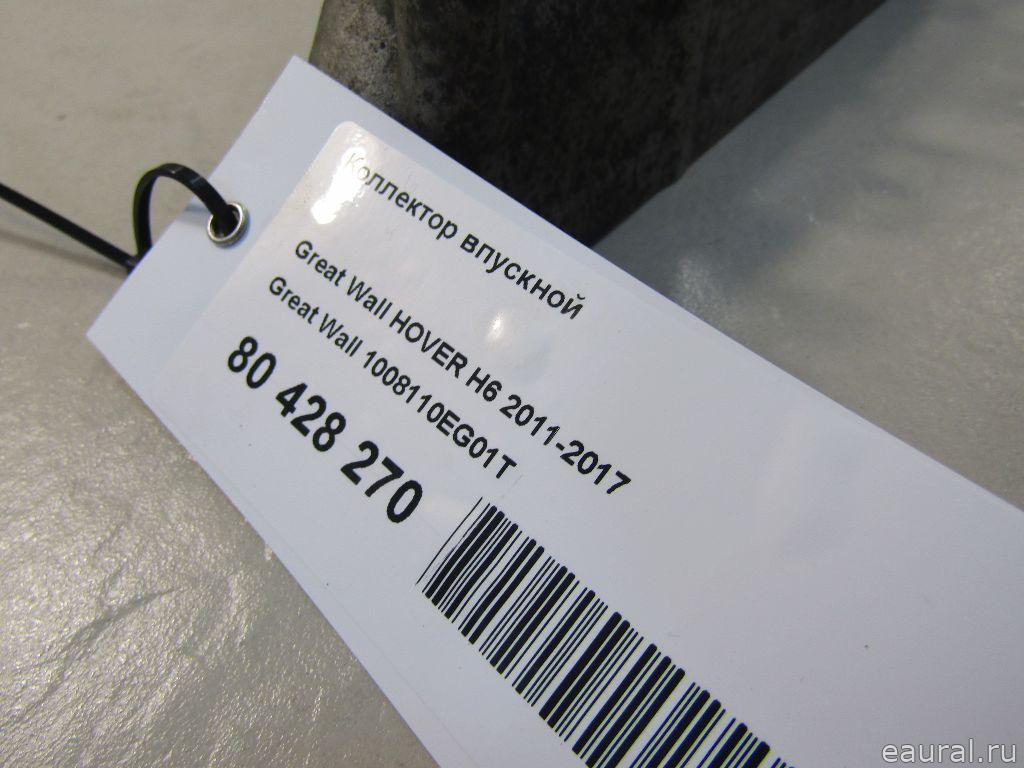 Коллектор впускной
Great Wall HOVER H6 2011-2017
Great Wall 1008110EG01T
80 428 270
eaural.ru